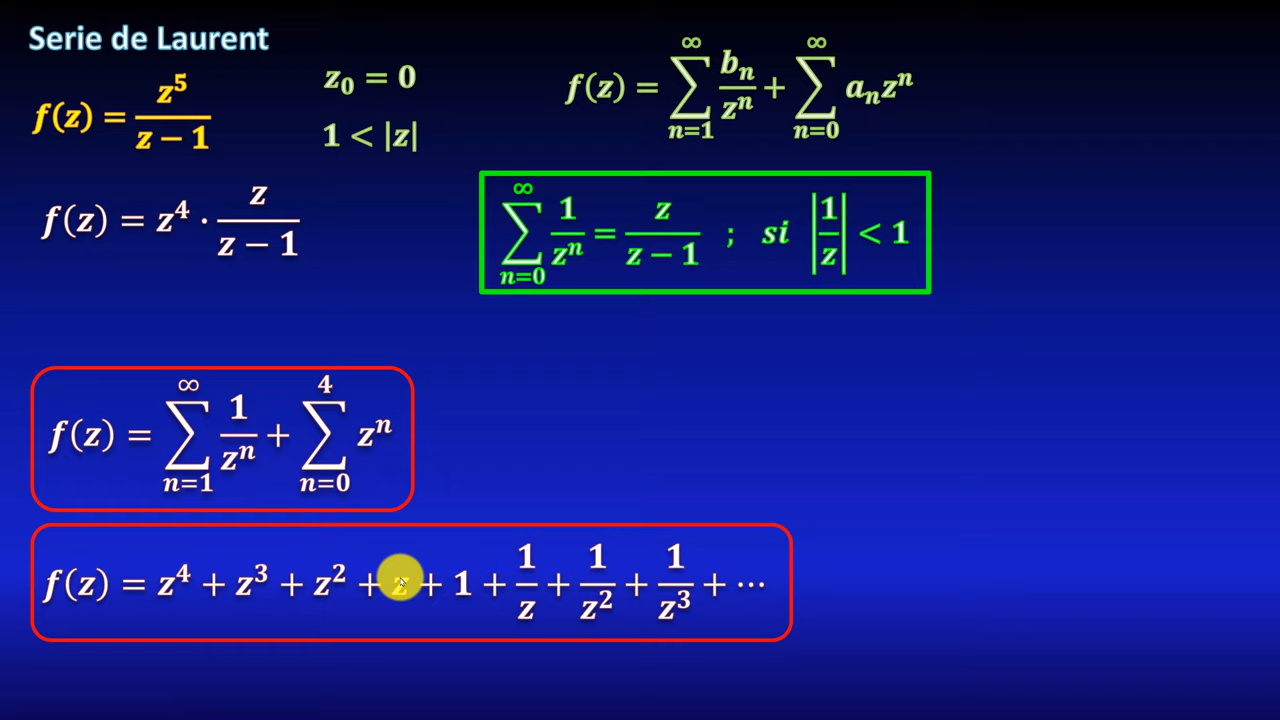 Serie de Laurent
f(z) = z⁵/(z − 1)
z₀ = 0
1 < |z|
f(z) = ∑_{n=1}^{∞} bₙ/zⁿ + ∑_{n=0}^{∞} aₙzⁿ
f(z) = z⁴ · z/(z − 1)
∑_{n=0}^{∞} 1/zⁿ = z/(z − 1) ; si |1/z| < 1
f(z) = ∑_{n=1}^{∞} 1/zⁿ + ∑_{n=0}^{4} zⁿ
f(z) = z⁴ + z³ + z² + z + 1 + 1/z + 1/z² + 1/z³ + ⋯